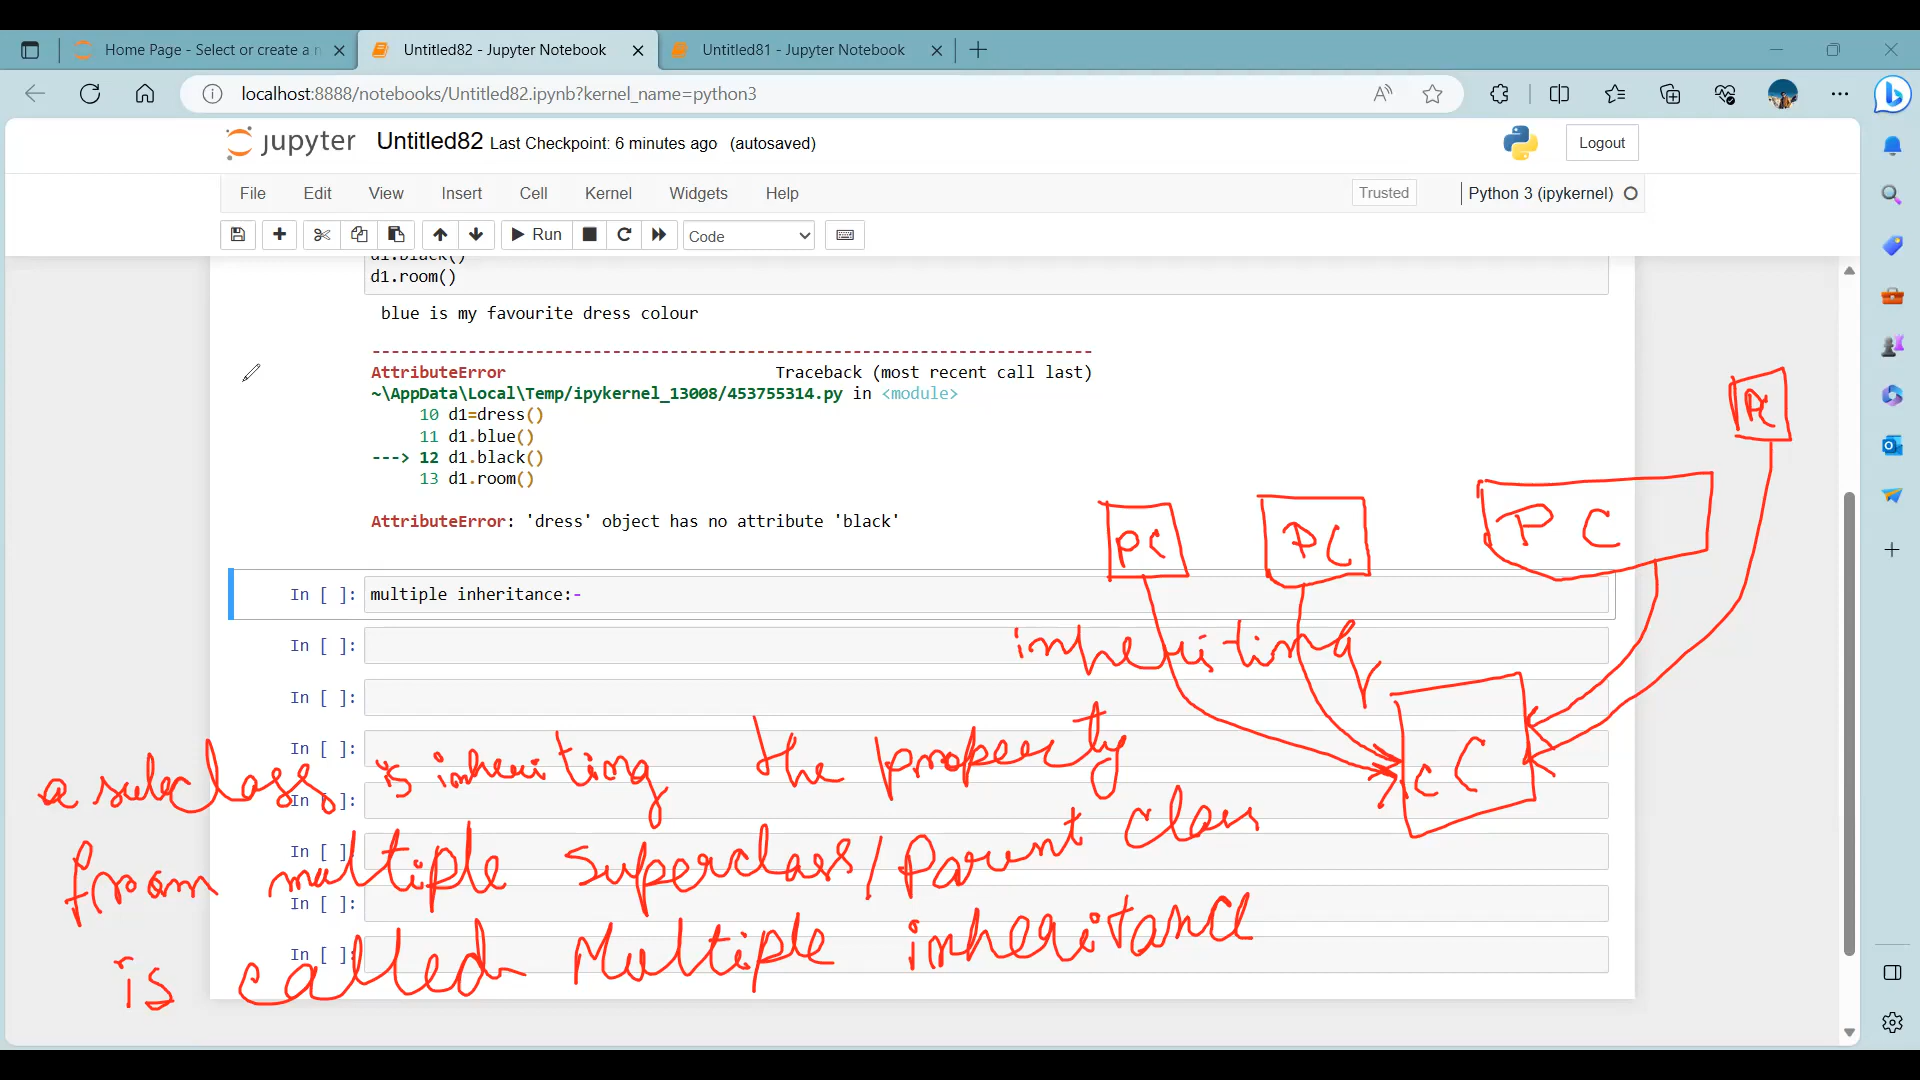 Home Page - Select or create a n
Untitled82 - Jupyter Notebook
Untitled81 - Jupyter Notebook
localhost:8888/notebooks/Untitled82.ipynb?kernel_name=python3
jupyter Untitled82 Last Checkpoint: 6 minutes ago (autosaved)
Logout
File Edit View Insert Cell Kernel Widgets Help
Trusted Python 3 (ipykernel)
Run Code
d1.black()
d1.room()
blue is my favourite dress colour
---------------------------------------------------------------------------
AttributeError Traceback (most recent call last)
~\AppData\Local\Temp/ipykernel_13008/453755314.py in <module>
10 d1=dress()
11 d1.blue()
---> 12 d1.black()
13 d1.room()
AttributeError: 'dress' object has no attribute 'black'
PC PC PC PC
In [ ]: multiple inheritance:-
In [ ]:
inheriting
In [ ]:
In [ ]:
In [ ]:
In [ ]:
In [ ]:
In [ ]:
CC
a subclass is inheriting the property
from multiple superclass/Parent class
is called Multiple inheritance